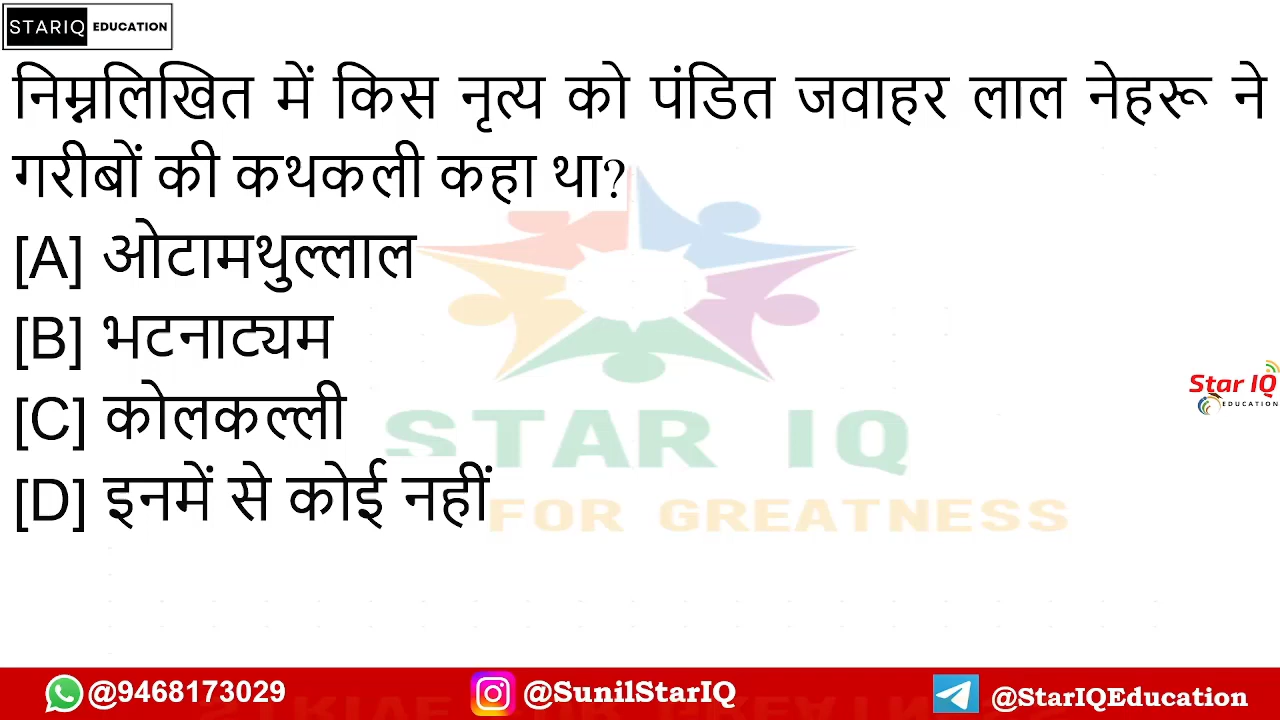 STARIQ EDUCATION
निम्नलिखित में किस नृत्य को पंडित जवाहर लाल नेहरू ने
गरीबों की कथकली कहा था?
[A] ओटामथुल्लाल
[B] भटनाट्यम
[C] कोलकल्ली
[D] इनमें से कोई नहीं
STAR IQ
FOR GREATNESS
Star IQ
EDUCATION
@9468173029 @SunilStarIQ @StarIQEducation